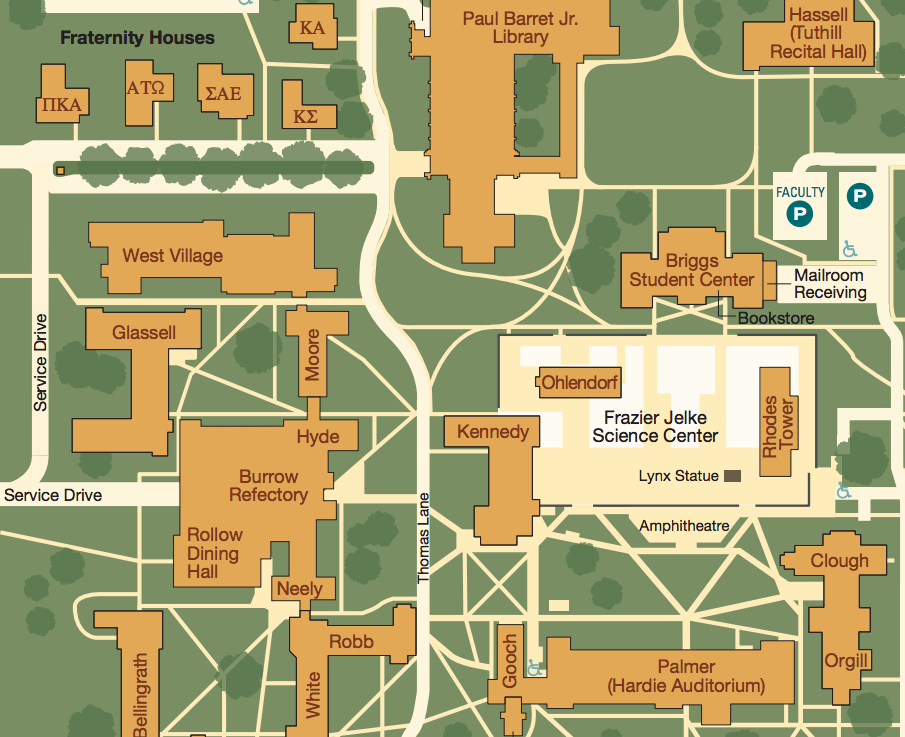 Fraternity Houses
ΚΑ
Paul Barret Jr.
Library
Hassell
(Tuthill
Recital Hall)
ΠΚΑ
ΑΤΩ
ΣΑΕ
ΚΣ
FACULTY
P
P
West Village
Briggs
Student Center
Mailroom
Receiving
Bookstore
Service Drive
Glassell
Moore
Ohlendorf
Frazier Jelke
Science Center
Rhodes
Tower
Kennedy
Hyde
Burrow
Refectory
Lynx Statue
Service Drive
Thomas Lane
Amphitheatre
Rollow
Dining
Hall
Neely
Clough
Robb
Gooch
Palmer
(Hardie Auditorium)
Orgill
White
Bellingrath